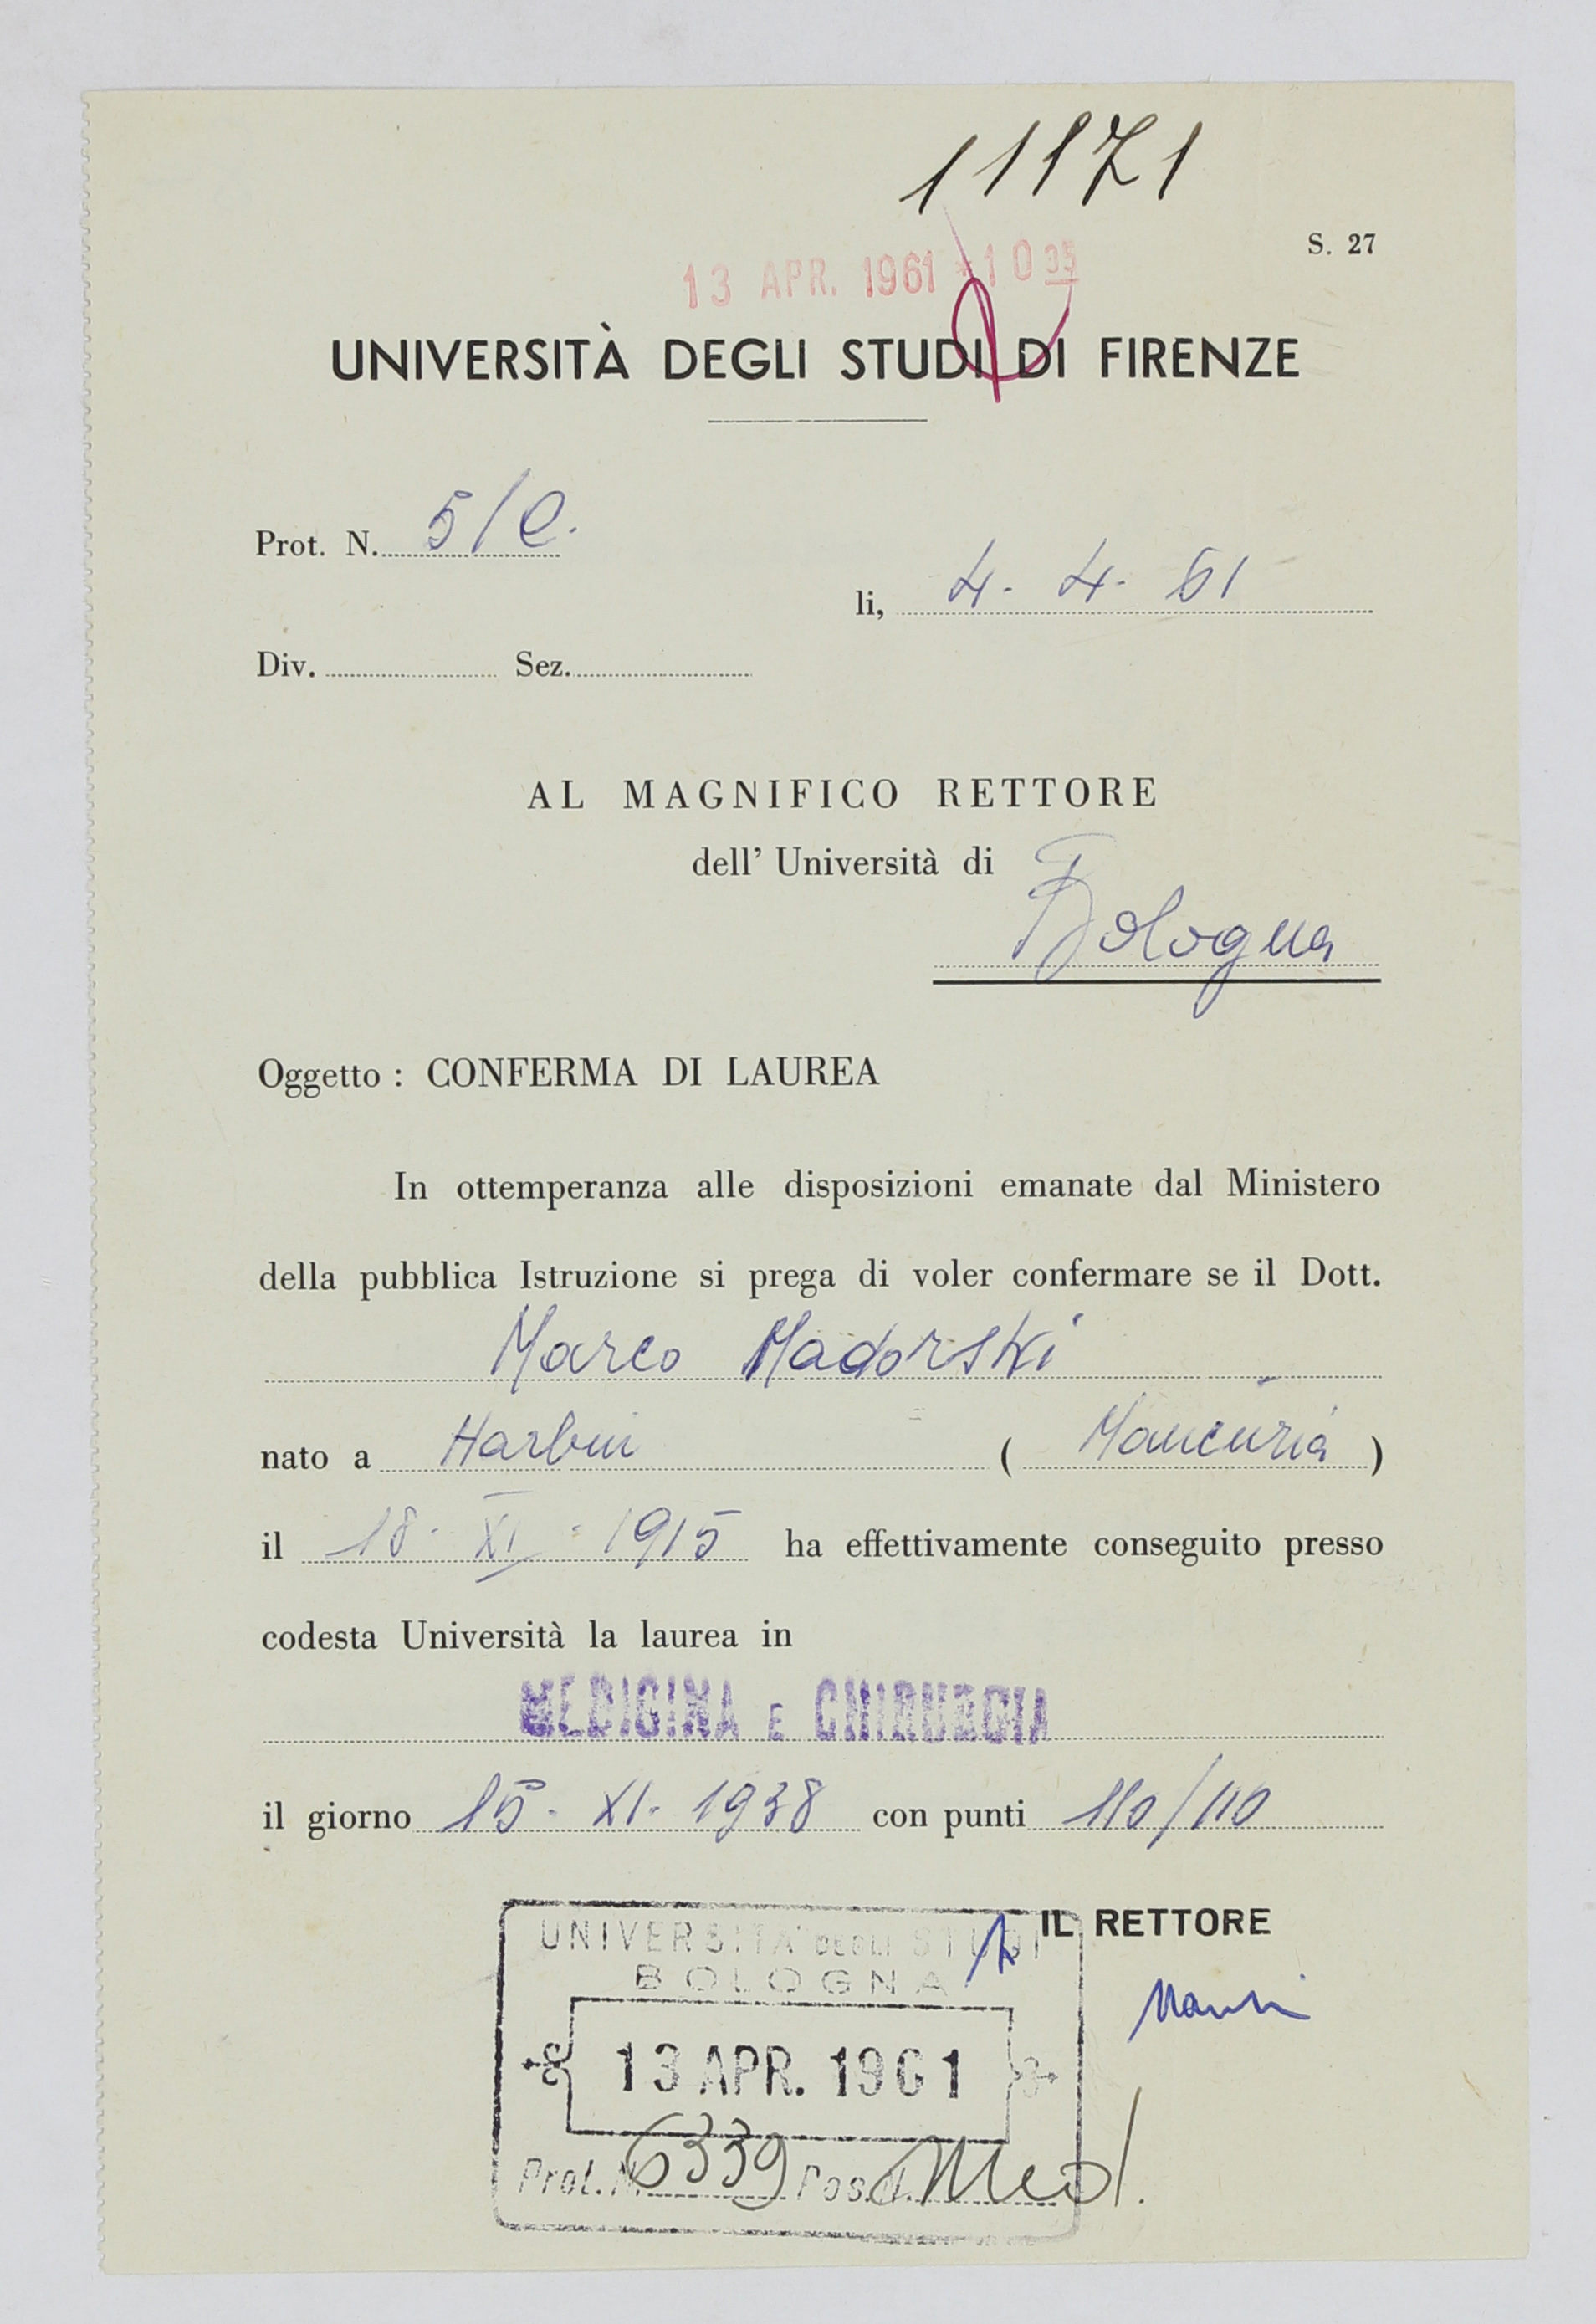 11171
S. 27
13 APR. 1961 * 10 35
UNIVERSITÀ DEGLI STUDI DI FIRENZE
Prot. N. 5/C.
li, 4. 4. 61
Div. Sez.
AL MAGNIFICO RETTORE
dell' Università di
Bologna
Oggetto : CONFERMA DI LAUREA
In ottemperanza alle disposizioni emanate dal Ministero
della pubblica Istruzione si prega di voler confermare se il Dott.
Marco Madorski
nato a Harbin ( Manciuria )
il 18. XI. 1915 ha effettivamente conseguito presso
codesta Università la laurea in
MEDICINA E CHIRURGIA
il giorno 15. XI. 1938 con punti 110/110
IL RETTORE
UNIVERSITA' DEGLI STUDI
BOLOGNA
13 APR. 1961
Prot. N. 6339 Pos. Med.